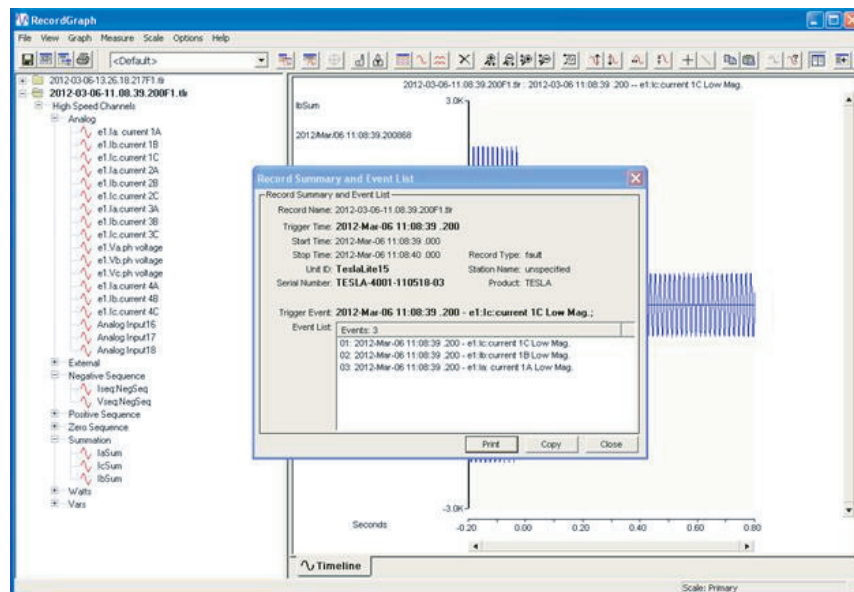 RecordGraph
File View Graph Measure Scale Options Help
<Default>
2012-03-06-13.26.18.217F1.tlr
2012-03-06-11.08.39.200F1.tlr
High Speed Channels
Analog
e1.Ia. current 1A
e1.Ib.current 1B
e1.Ic.current 1C
e1.Ia.current 2A
e1.Ib.current 2B
e1.Ic.current 2C
e1.Ia.current 3A
e1.Ib.current 3B
e1.Ic.current 3C
e1.Va.ph voltage
e1.Vb.ph voltage
e1.Vc.ph voltage
e1.Ia.current 4A
e1.Ib.current 4B
e1.Ic.current 4C
Analog Input16
Analog Input17
Analog Input18
External
Negative Sequence
Iseq:NegSeq
Vseq:NegSeq
Positive Sequence
Zero Sequence
Summation
IaSum
IcSum
IbSum
Watts
Vars
2012-03-06-11.08.39.200F1.tlr : 2012-03-06 11:08:39 .200 -- e1:Ic:current 1C Low Mag.
IbSum
3.0K
2012/Mar/06 11:08:39.200868
Record Summary and Event List
Record Summary and Event List
Record Name: 2012-03-06-11.08.39.200F1.tlr
Trigger Time: 2012-Mar-06 11:08:39 .200
Start Time: 2012-Mar-06 11:08:39 .000
Stop Time: 2012-Mar-06 11:08:40 .000 Record Type: fault
Unit ID: TeslaLite15 Station Name: unspecified
Serial Number: TESLA-4001-110518-03 Product: TESLA
Trigger Event: 2012-Mar-06 11:08:39 .200 - e1:Ic:current 1C Low Mag.;
Event List: Events: 3
01: 2012-Mar-06 11:08:39 .200 - e1:Ic:current 1C Low Mag.
02: 2012-Mar-06 11:08:39 .200 - e1:Ib:current 1B Low Mag.
03: 2012-Mar-06 11:08:39 .200 - e1:Ia: current 1A Low Mag.
Print Copy Close
-3.0K
Seconds -0.20 0.00 0.20 0.40 0.60 0.80
Timeline
Scale: Primary